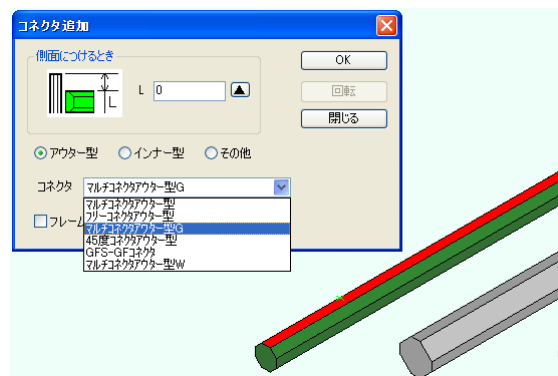 コネクタ追加
側面につけるとき
L
L 0
OK
回転
閉じる
アウター型 インナー型 その他
コネクタ マルチコネクタアウター型G
マルチコネクタアウター型
フリーコネクタアウター型
マルチコネクタアウター型G
45度コネクタアウター型
GFS-GFコネクタ
マルチコネクタアウター型W
フレーム